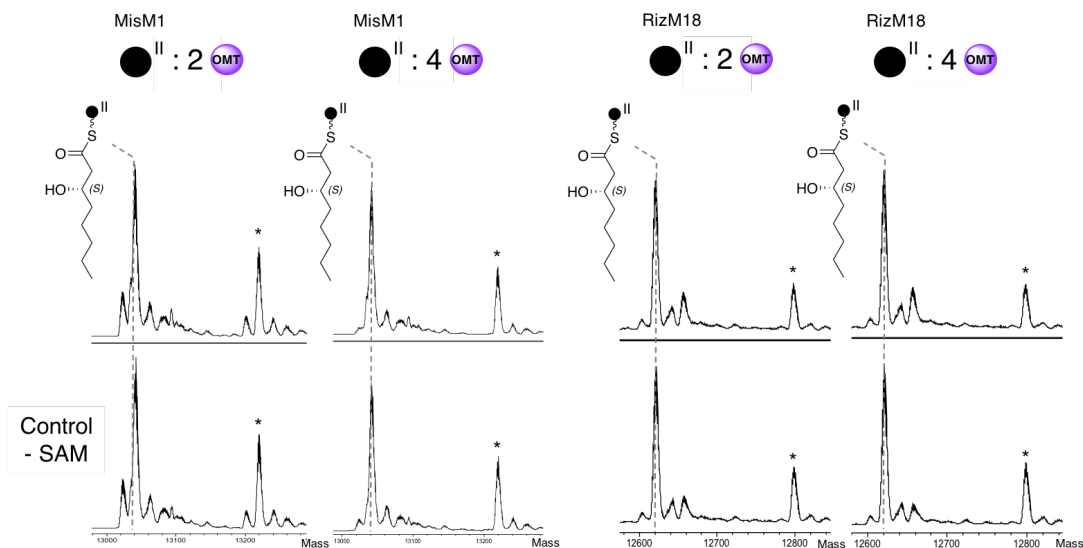 MisM1
MisM1
RizM18
RizM18
II : 2 OMT
II : 4 OMT
II : 2 OMT
II : 4 OMT
II
II
II
II
S
S
S
S
O
O
O
O
HO
(S)
HO
(S)
HO
(S)
HO
(S)
*
*
*
*
Control
- SAM
*
*
*
*
13000
13100
13200
Mass
13000
13100
13200
Mass
12600
12700
12800
Mass
12600
12700
12800
Mass